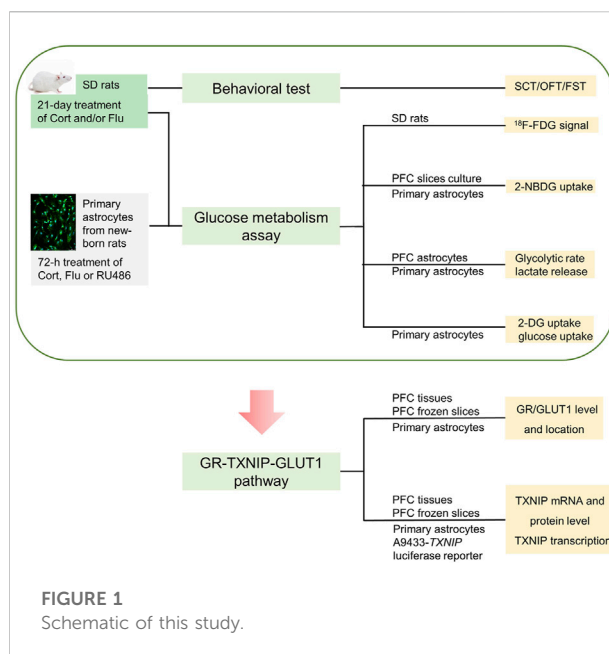 SD rats
21-day treatment
of Cort and/or Flu
Behavioral test
SCT/OFT/FST
SD rats
¹⁸F-FDG signal
PFC slices culture
Primary astrocytes
2-NBDG uptake
Primary
astrocytes
from new-
born rats
72-h treatment of
Cort, Flu or RU486
Glucose metabolism
assay
PFC astrocytes
Primary astrocytes
Glycolytic rate
lactate release
Primary astrocytes
2-DG uptake
glucose uptake
GR-TXNIP-GLUT1
pathway
PFC tissues
PFC frozen slices
Primary astrocytes
GR/GLUT1 level
and location
PFC tissues
PFC frozen slices
Primary astrocytes
A9433-TXNIP
luciferase reporter
TXNIP mRNA and
protein level
TXNIP transcription
FIGURE 1
Schematic of this study.